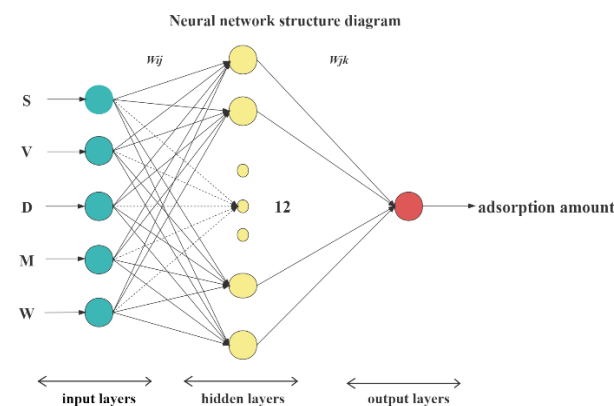 Neural network structure diagram
Wij
Wjk
S
V
D
M
W
12
adsorption amount
input layers
hidden layers
output layers